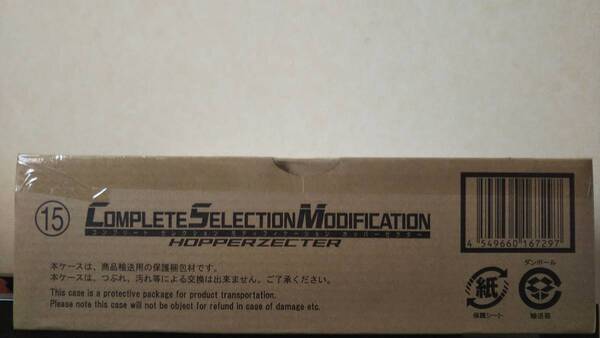 15
COMPLETE SELECTION MODIFICATION
コンプリート セレクション モディフィケーション ホッパーゼクター
HOPPERZECTER
本ケースは、商品輸送用の保護梱包材です。
本ケースは、つぶれ、汚れ等による交換は出来ません、ご了承ください。
This case is a protective package for product transportation.
Please note this case will not be object for refund in case of damage etc.
4 549660 167297
紙
保護シート
ダンボール
輸送箱